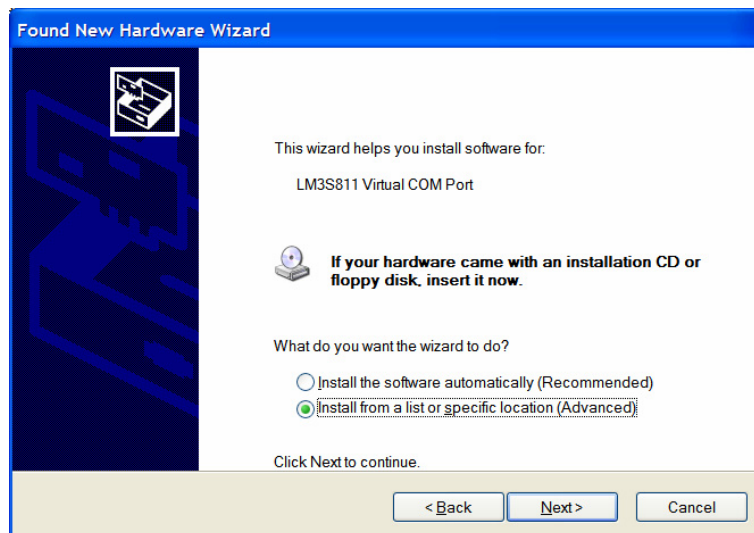 Found New Hardware Wizard
This wizard helps you install software for:
LM3S811 Virtual COM Port
If your hardware came with an installation CD or
floppy disk, insert it now.
What do you want the wizard to do?
Install the software automatically (Recommended)
Install from a list or specific location (Advanced)
Click Next to continue.
< Back Next > Cancel